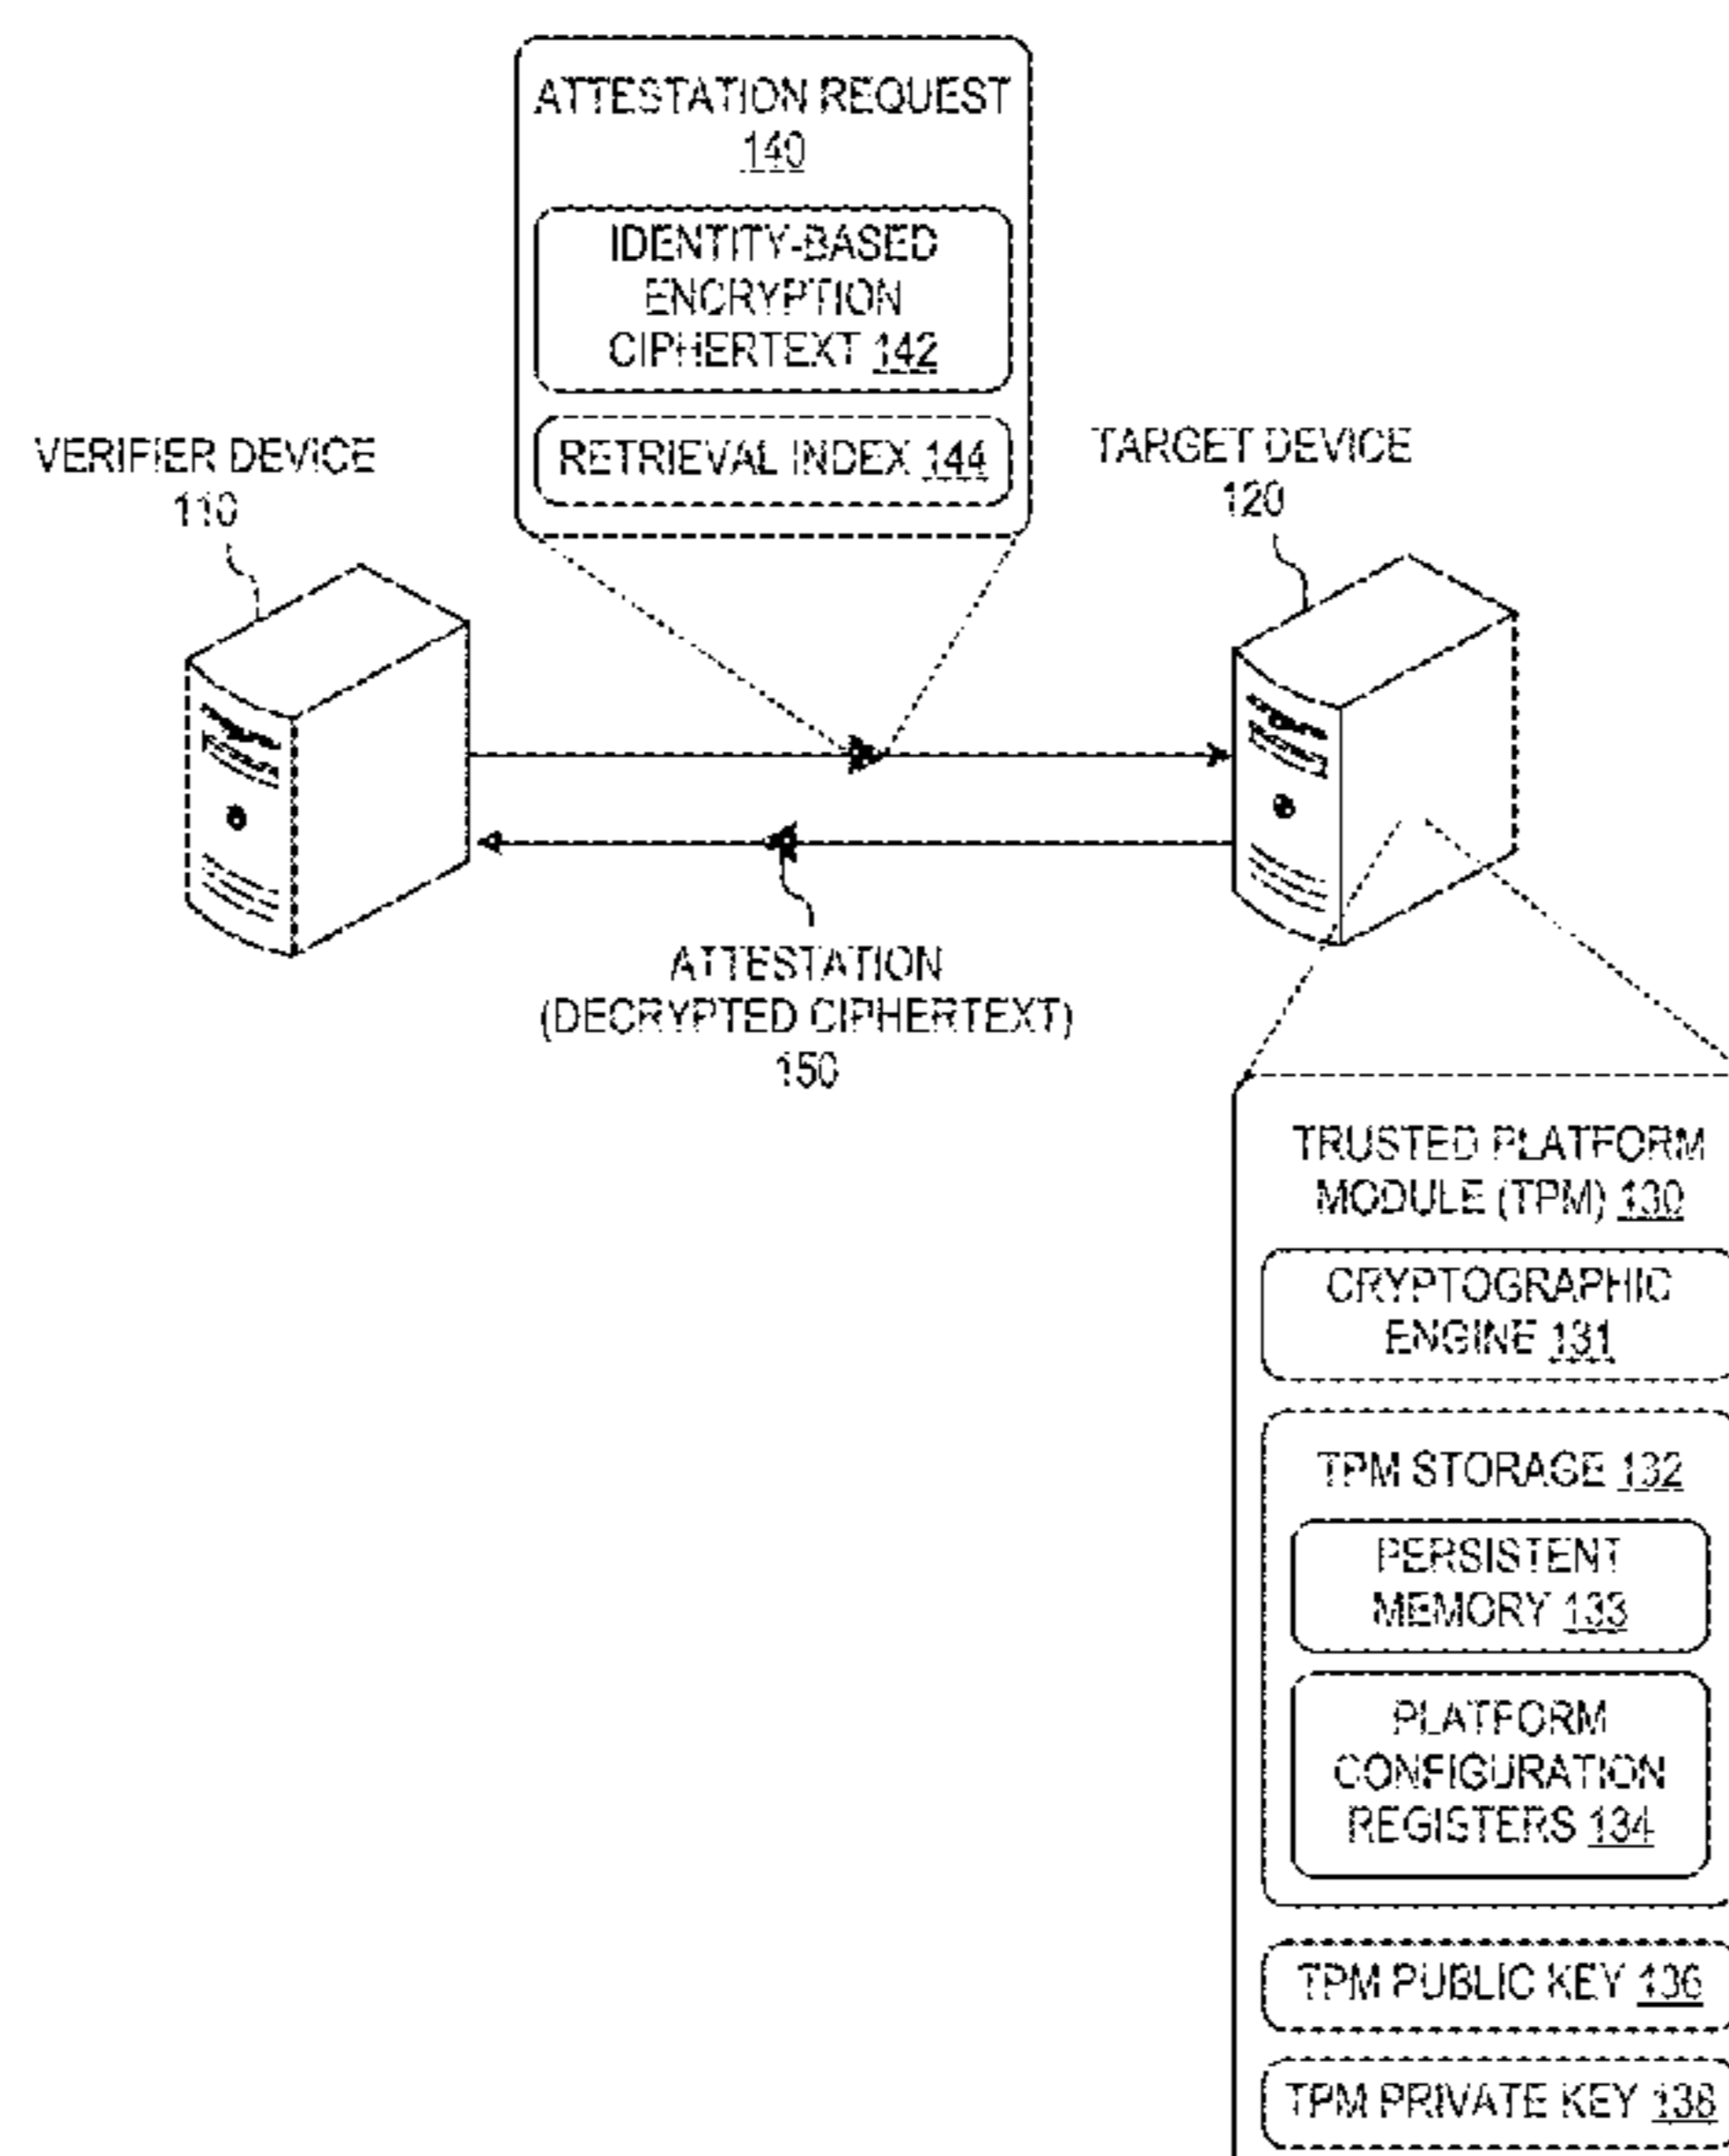 ATTESTATION REQUEST
140
IDENTITY-BASED
ENCRYPTION
CIPHERTEXT 142
RETRIEVAL INDEX 144
VERIFIER DEVICE
110
TARGET DEVICE
120
ATTESTATION
(DECRYPTED CIPHERTEXT)
150
TRUSTED PLATFORM
MODULE (TPM) 130
CRYPTOGRAPHIC
ENGINE 131
TPM STORAGE 132
PERSISTENT
MEMORY 133
PLATFORM
CONFIGURATION
REGISTERS 134
TPM PUBLIC KEY 136
TPM PRIVATE KEY 138